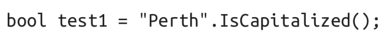 bool test1 = "Perth".IsCapitalized();